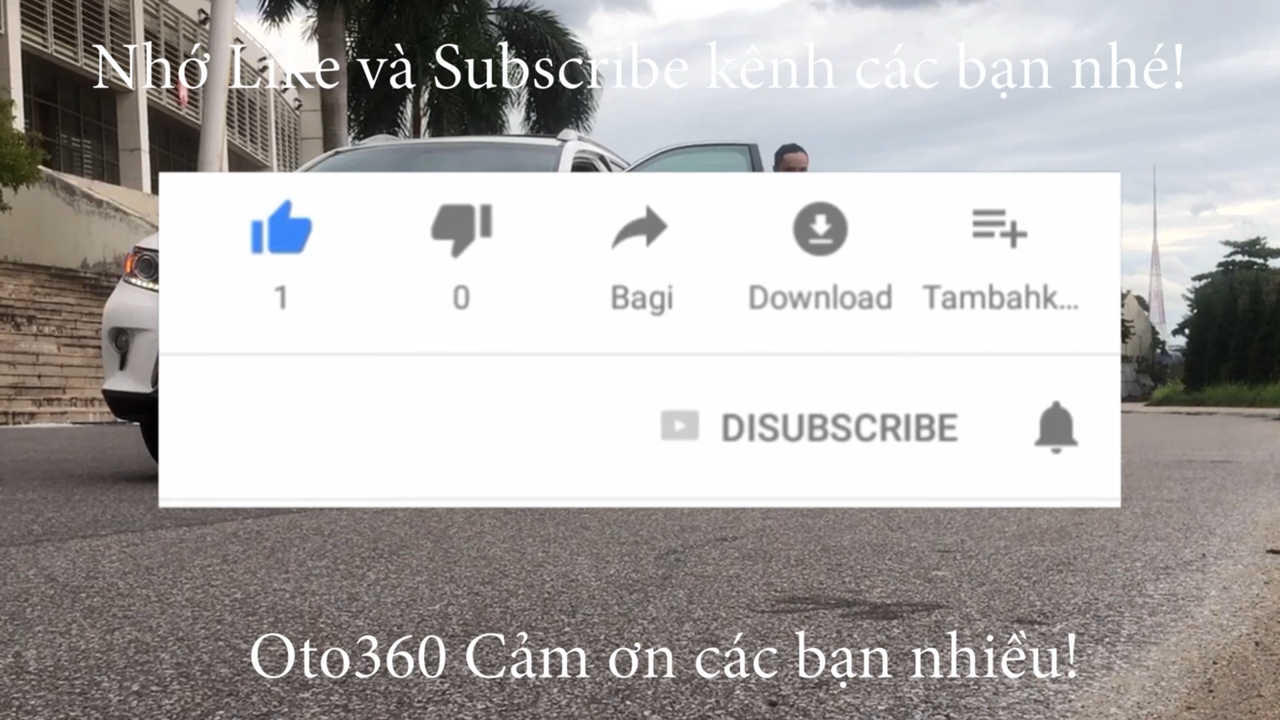 Nhớ Like và Subscribe kênh các bạn nhé!
1 0 Bagi Download Tambahk...
DISUBSCRIBE
Oto360 Cảm ơn các bạn nhiều!